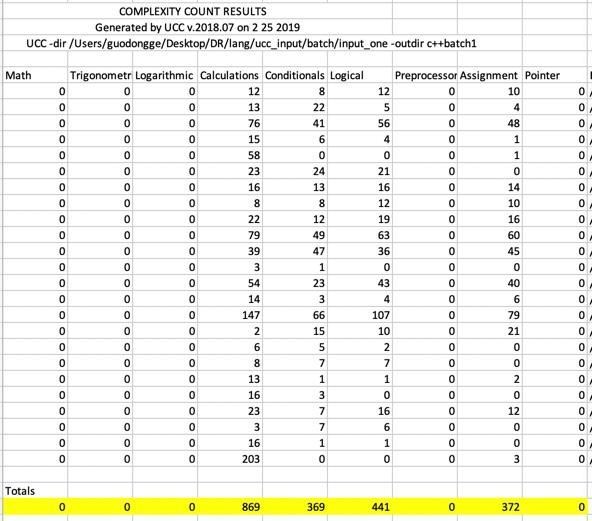 COMPLEXITY COUNT RESULTS
Generated by UCC v.2018.07 on 2 25 2019
UCC -dir /Users/guodongge/Desktop/DR/lang/ucc_input/batch/input_one -outdir c++batch1
Math Trigonometr Logarithmic Calculations Conditionals Logical Preprocessor Assignment Pointer
0 0 0 12 8 12 0 10 0
0 0 0 13 22 5 0 4 0
0 0 0 76 41 56 0 48 0
0 0 0 15 6 4 0 1 0
0 0 0 58 0 0 0 1 0
0 0 0 23 24 21 0 0 0
0 0 0 16 13 16 0 14 0
0 0 0 8 8 12 0 10 0
0 0 0 22 12 19 0 16 0
0 0 0 79 49 63 0 60 0
0 0 0 39 47 36 0 45 0
0 0 0 3 1 0 0 0 0
0 0 0 54 23 43 0 40 0
0 0 0 14 3 4 0 6 0
0 0 0 147 66 107 0 79 0
0 0 0 2 15 10 0 21 0
0 0 0 6 5 2 0 0 0
0 0 0 8 7 7 0 0 0
0 0 0 13 1 1 0 2 0
0 0 0 16 3 0 0 0 0
0 0 0 23 7 16 0 12 0
0 0 0 3 7 6 0 0 0
0 0 0 16 1 1 0 0 0
0 0 0 203 0 0 0 3 0
Totals
0 0 0 869 369 441 0 372 0